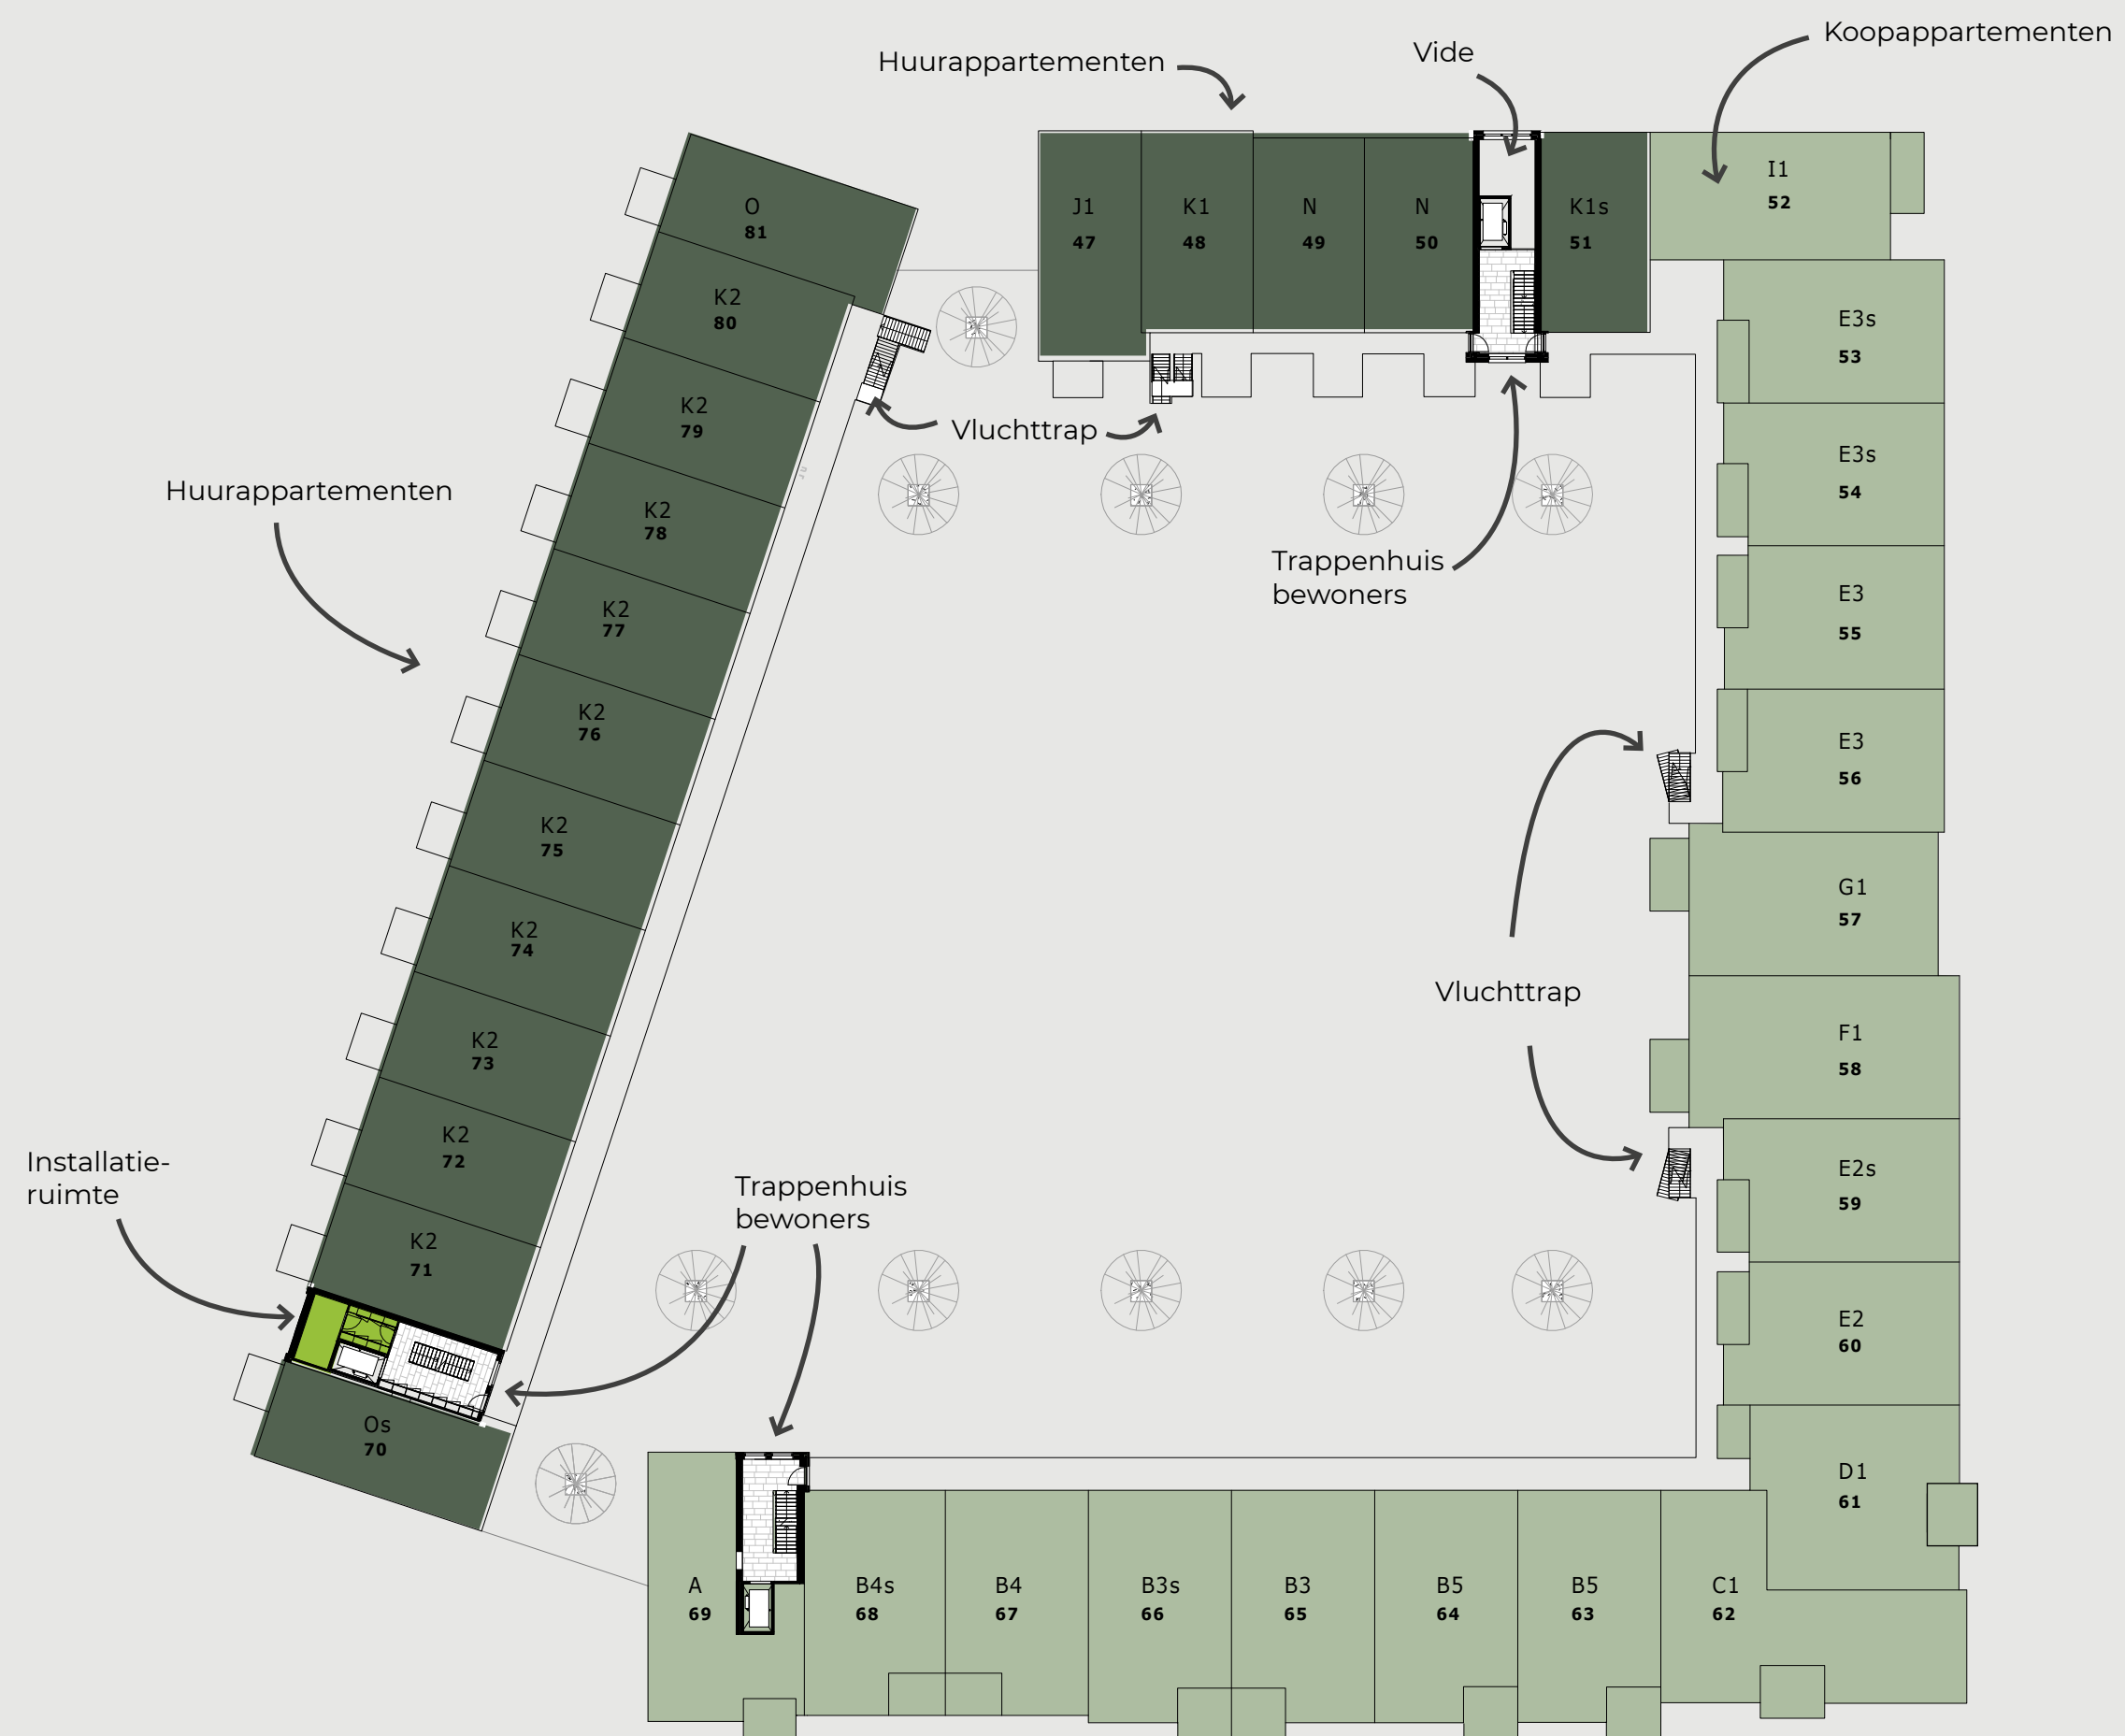 Koopappartementen
Vide
Huurappartementen
I1
52
O
81
J1
47
K1
48
N
49
N
50
K1s
51
K2
80
E3s
53
K2
79
Vluchttrap
E3s
54
Huurappartementen
K2
78
Trappenhuis
bewoners
E3
55
K2
77
K2
76
E3
56
K2
75
G1
57
K2
74
Vluchttrap
K2
73
F1
58
K2
72
Installatie-
ruimte
Trappenhuis
bewoners
E2s
59
K2
71
E2
60
Os
70
D1
61
A
69
B4s
68
B4
67
B3s
66
B3
65
B5
64
B5
63
C1
62